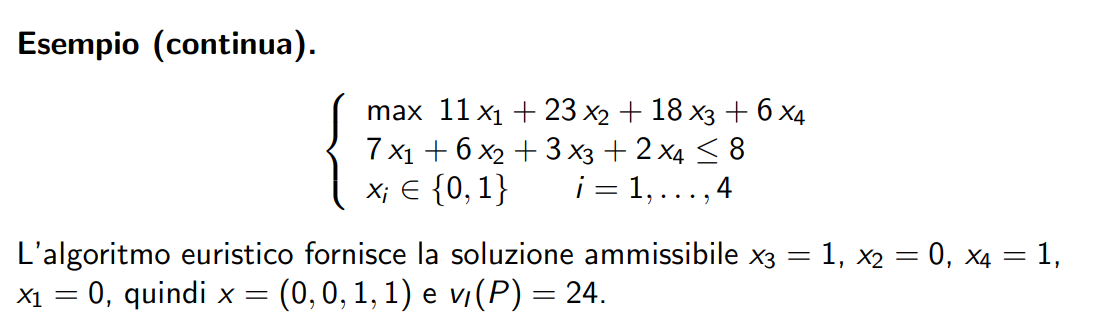 Esempio (continua).
max 11 x₁ + 23 x₂ + 18 x₃ + 6 x₄
7 x₁ + 6 x₂ + 3 x₃ + 2 x₄ ≤ 8
xᵢ ∈ {0, 1} i = 1, . . . , 4
L'algoritmo euristico fornisce la soluzione ammissibile x₃ = 1, x₂ = 0, x₄ = 1,
x₁ = 0, quindi x = (0, 0, 1, 1) e v_I(P) = 24.